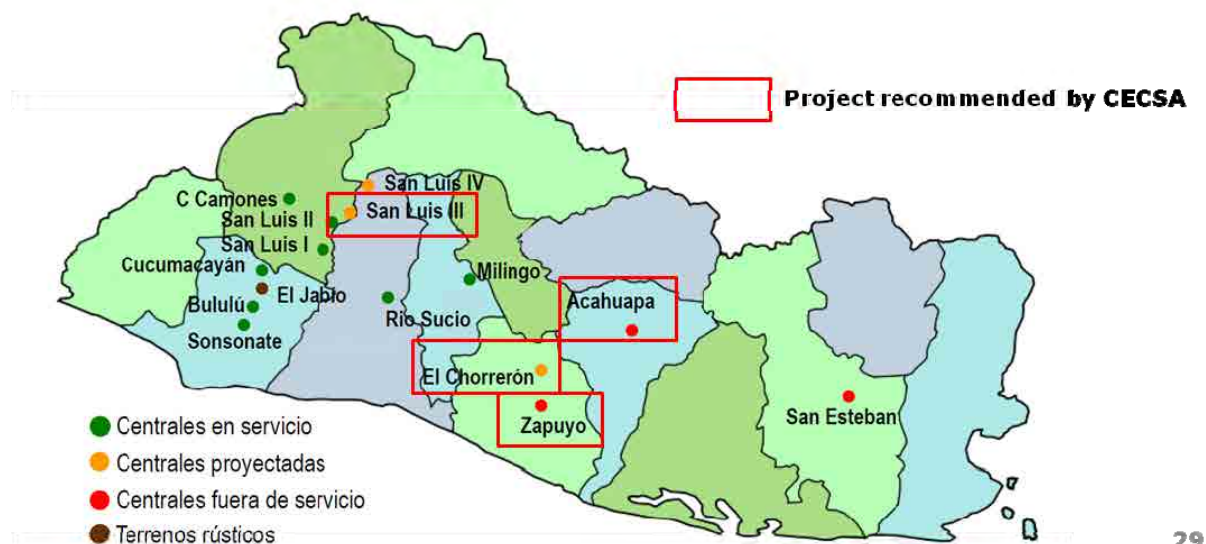 Project recommended by CECSA
San Luis IV
C Camones
San Luis III
San Luis II
San Luis I
Cucumacayán
Milingo
El Jabío
Acahuapa
Bululú
Río Sucio
Sonsonate
El Chorrerón
San Esteban
Zapuyo
Centrales en servicio
Centrales proyectadas
Centrales fuera de servicio
Terrenos rústicos
29